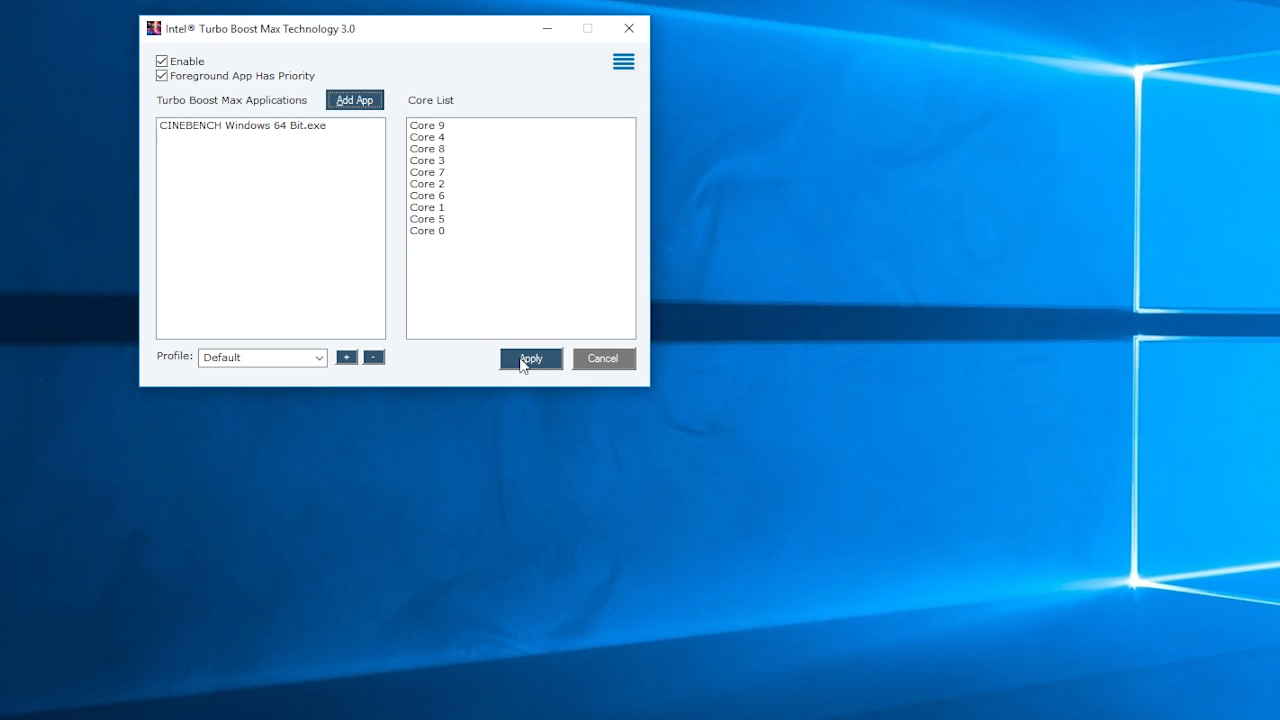 Intel® Turbo Boost Max Technology 3.0
Enable
Foreground App Has Priority
Turbo Boost Max Applications
Add App
Core List
CINEBENCH Windows 64 Bit.exe
Core 9
Core 4
Core 8
Core 3
Core 7
Core 2
Core 6
Core 1
Core 5
Core 0
Profile:
Default
+
-
Apply
Cancel